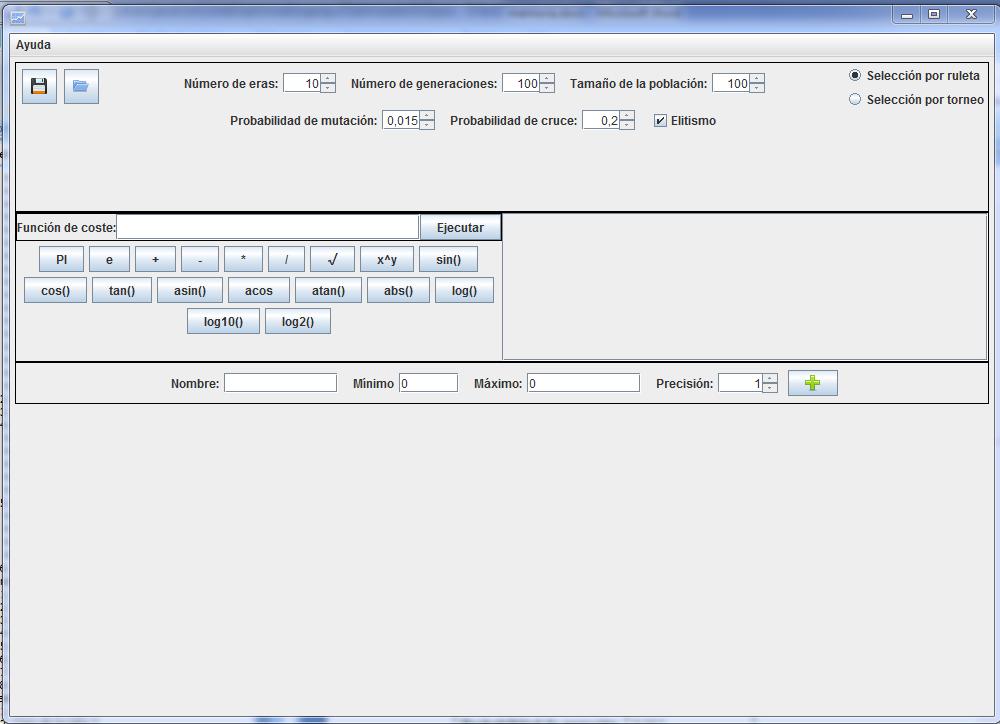 Ayuda
Número de eras: 10 Número de generaciones: 100 Tamaño de la población: 100 Selección por ruleta
Selección por torneo
Probabilidad de mutación: 0,015 Probabilidad de cruce: 0,2 Elitismo
Función de coste: Ejecutar
PI e + - * / √ x^y sin()
cos() tan() asin() acos atan() abs() log()
log10() log2()
Nombre: Mínimo 0 Máximo: 0 Precisión: 1